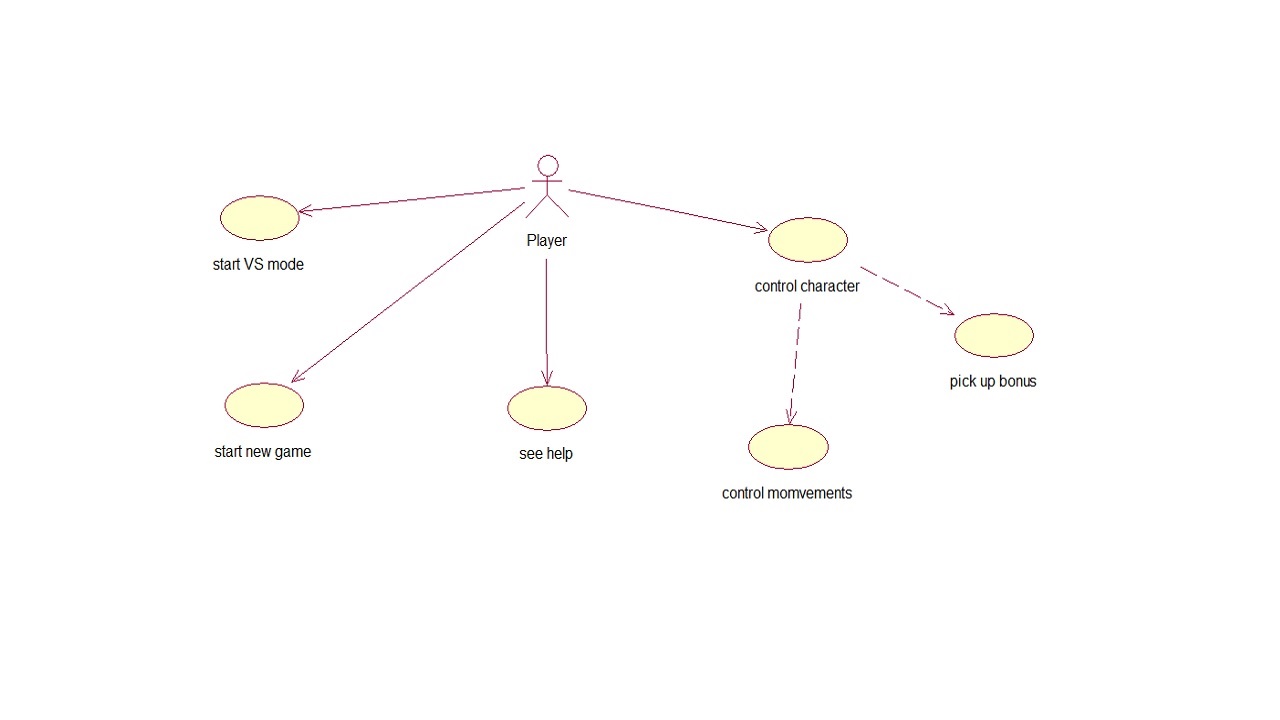 Player
start VS mode
control character
pick up bonus
start new game
see help
control momvements